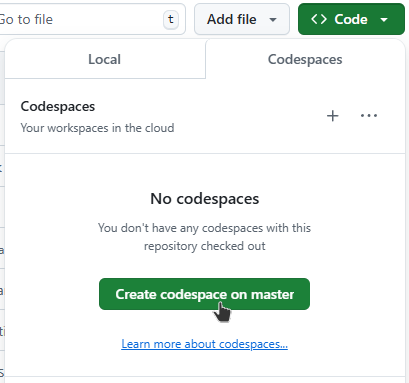 Go to file
t
Add file
<> Code
Local
Codespaces
Codespaces
Your workspaces in the cloud
No codespaces
You don't have any codespaces with this
repository checked out
Create codespace on master
Learn more about codespaces...